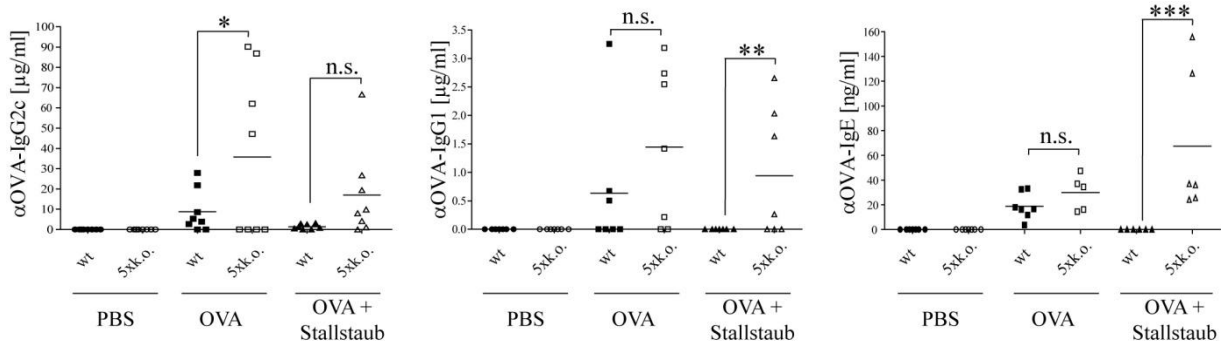 αOVA-IgG2c [µg/ml]
100
90
80
70
60
50
40
30
20
10
0
*
n.s.
wt
5xk.o.
wt
5xk.o.
wt
5xk.o.
PBS
OVA
OVA +
Stallstaub
αOVA-IgG1 [µg/ml]
3.5
3.0
2.5
2.0
1.5
1.0
0.5
0.0
n.s.
**
wt
5xk.o.
wt
5xk.o.
wt
5xk.o.
PBS
OVA
OVA +
Stallstaub
αOVA-IgE [ng/ml]
160
140
120
100
80
60
40
20
0
n.s.
***
wt
5xk.o.
wt
5xk.o.
wt
5xk.o.
PBS
OVA
OVA +
Stallstaub